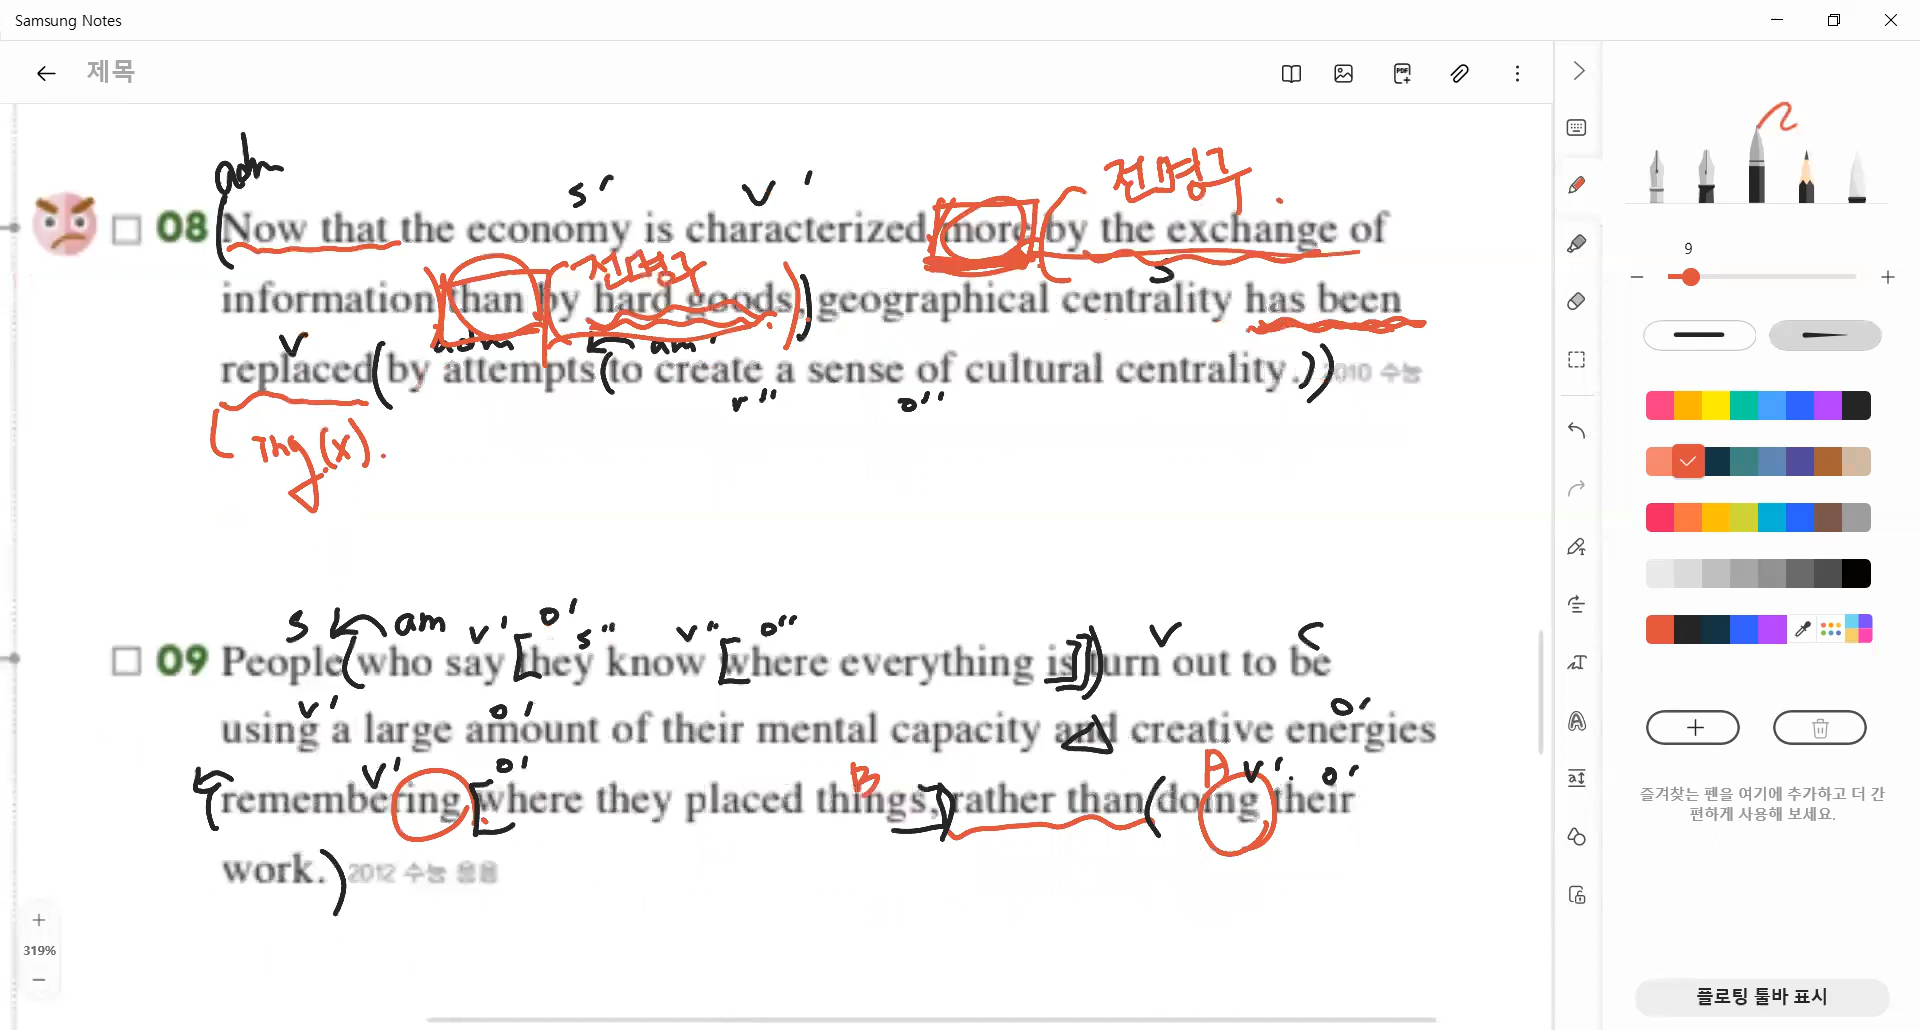 Samsung Notes
제목
adm
s' v' 전명구.
08 Now that the economy is characterized more by the exchange of
전명구 s
information than by hard goods, geographical centrality has been
v am'
replaced by attempts to create a sense of cultural centrality. 2010 수능
v'' o''
ing (x).
s am v' o' s'' v'' o'' v c
09 People who say they know where everything is turn out to be
v' o' o'
using a large amount of their mental capacity and creative energies
v' o' B A v' o'
remembering where they placed things, rather than doing their
work. 2012 수능 응용
319%
PDF
9
즐겨찾는 펜을 여기에 추가하고 더 간
편하게 사용해 보세요.
플로팅 툴바 표시